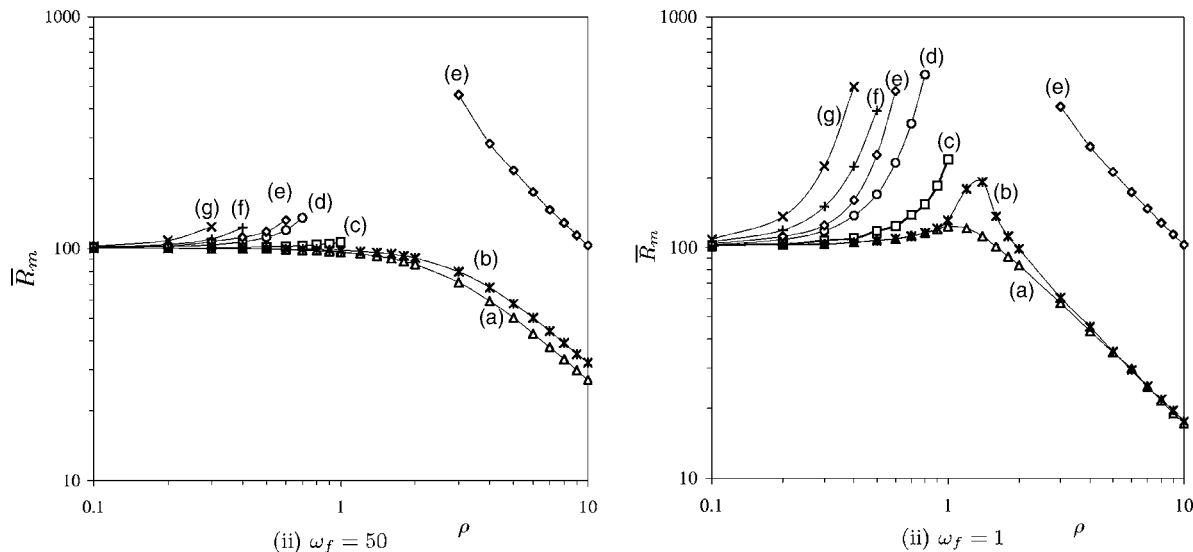 1000
(e)
(g) (f) (e) (d)
(c)
100
(b)
(a)
R̅m
10
0.1 1 10
ρ
(ii) ωf = 50
1000
(d)
(e)
(f)
(g)
(e)
(c)
(b)
100
(a)
R̅m
10
0.1 1 10
ρ
(ii) ωf = 1